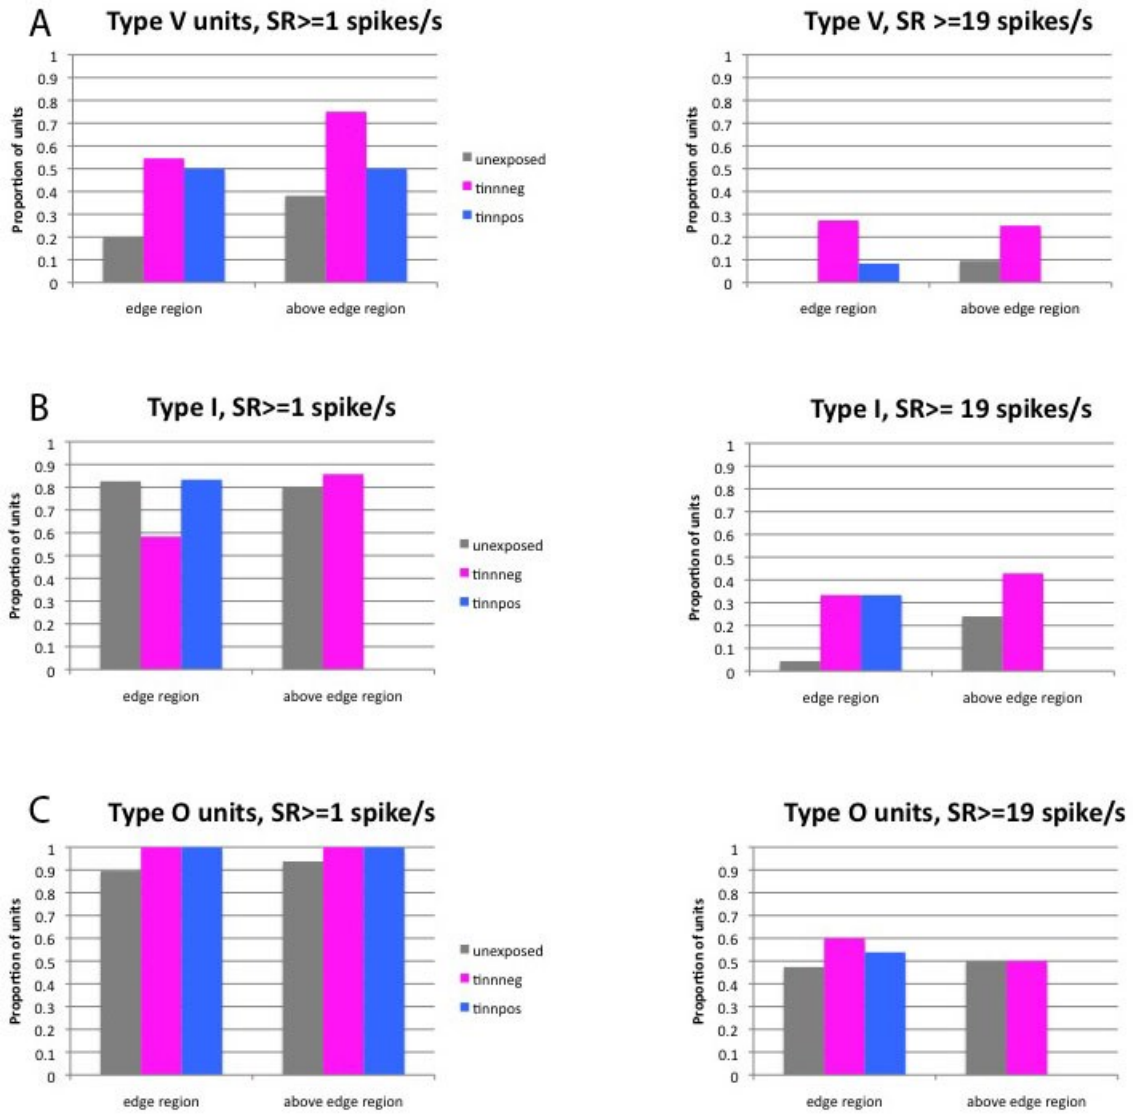 A
Type V units, SR>=1 spikes/s
Proportion of units
1
0.9
0.8
0.7
0.6
0.5
0.4
0.3
0.2
0.1
0
edge region
above edge region
unexposed
tinnneg
tinnpos
Type V, SR >=19 spikes/s
Proportion of units
1
0.9
0.8
0.7
0.6
0.5
0.4
0.3
0.2
0.1
0
edge region
above edge region
B
Type I, SR>=1 spike/s
Proportion of units
1
0.9
0.8
0.7
0.6
0.5
0.4
0.3
0.2
0.1
0
edge region
above edge region
unexposed
tinnneg
tinnpos
Type I, SR>= 19 spikes/s
Proportion of units
1
0.9
0.8
0.7
0.6
0.5
0.4
0.3
0.2
0.1
0
edge region
above edge region
C
Type O units, SR>=1 spike/s
Proportion of units
1
0.9
0.8
0.7
0.6
0.5
0.4
0.3
0.2
0.1
0
edge region
above edge region
unexposed
tinnneg
tinnpos
Type O units, SR>=19 spike/s
Proportion of units
1
0.9
0.8
0.7
0.6
0.5
0.4
0.3
0.2
0.1
0
edge region
above edge region